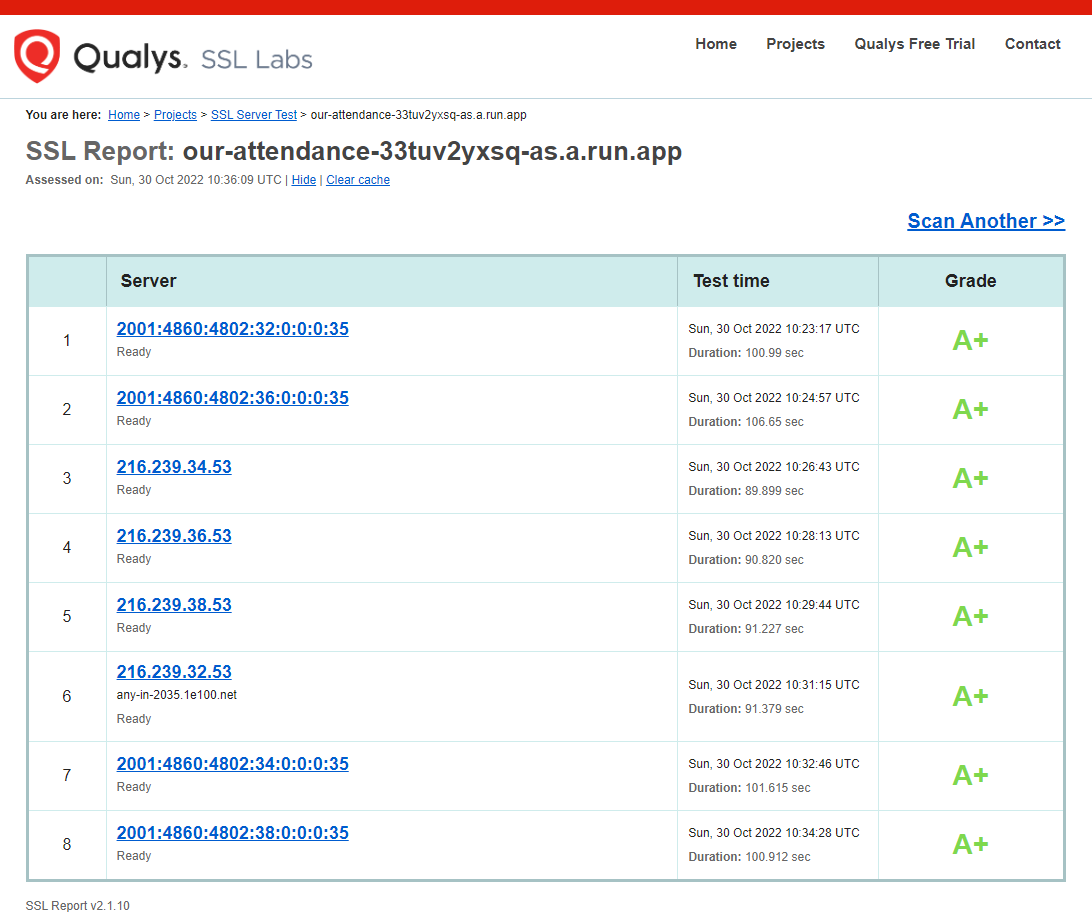 Qualys. SSL Labs
Home Projects Qualys Free Trial Contact
You are here: Home > Projects > SSL Server Test > our-attendance-33tuv2yxsq-as.a.run.app
SSL Report: our-attendance-33tuv2yxsq-as.a.run.app
Assessed on: Sun, 30 Oct 2022 10:36:09 UTC | Hide | Clear cache
Scan Another >>
Server Test time Grade
1 2001:4860:4802:32:0:0:0:35 Sun, 30 Oct 2022 10:23:17 UTC A+
Ready Duration: 100.99 sec
2 2001:4860:4802:36:0:0:0:35 Sun, 30 Oct 2022 10:24:57 UTC A+
Ready Duration: 106.65 sec
3 216.239.34.53 Sun, 30 Oct 2022 10:26:43 UTC A+
Ready Duration: 89.899 sec
4 216.239.36.53 Sun, 30 Oct 2022 10:28:13 UTC A+
Ready Duration: 90.820 sec
5 216.239.38.53 Sun, 30 Oct 2022 10:29:44 UTC A+
Ready Duration: 91.227 sec
6 216.239.32.53 Sun, 30 Oct 2022 10:31:15 UTC A+
any-in-2035.1e100.net Duration: 91.379 sec
Ready
7 2001:4860:4802:34:0:0:0:35 Sun, 30 Oct 2022 10:32:46 UTC A+
Ready Duration: 101.615 sec
8 2001:4860:4802:38:0:0:0:35 Sun, 30 Oct 2022 10:34:28 UTC A+
Ready Duration: 100.912 sec
SSL Report v2.1.10